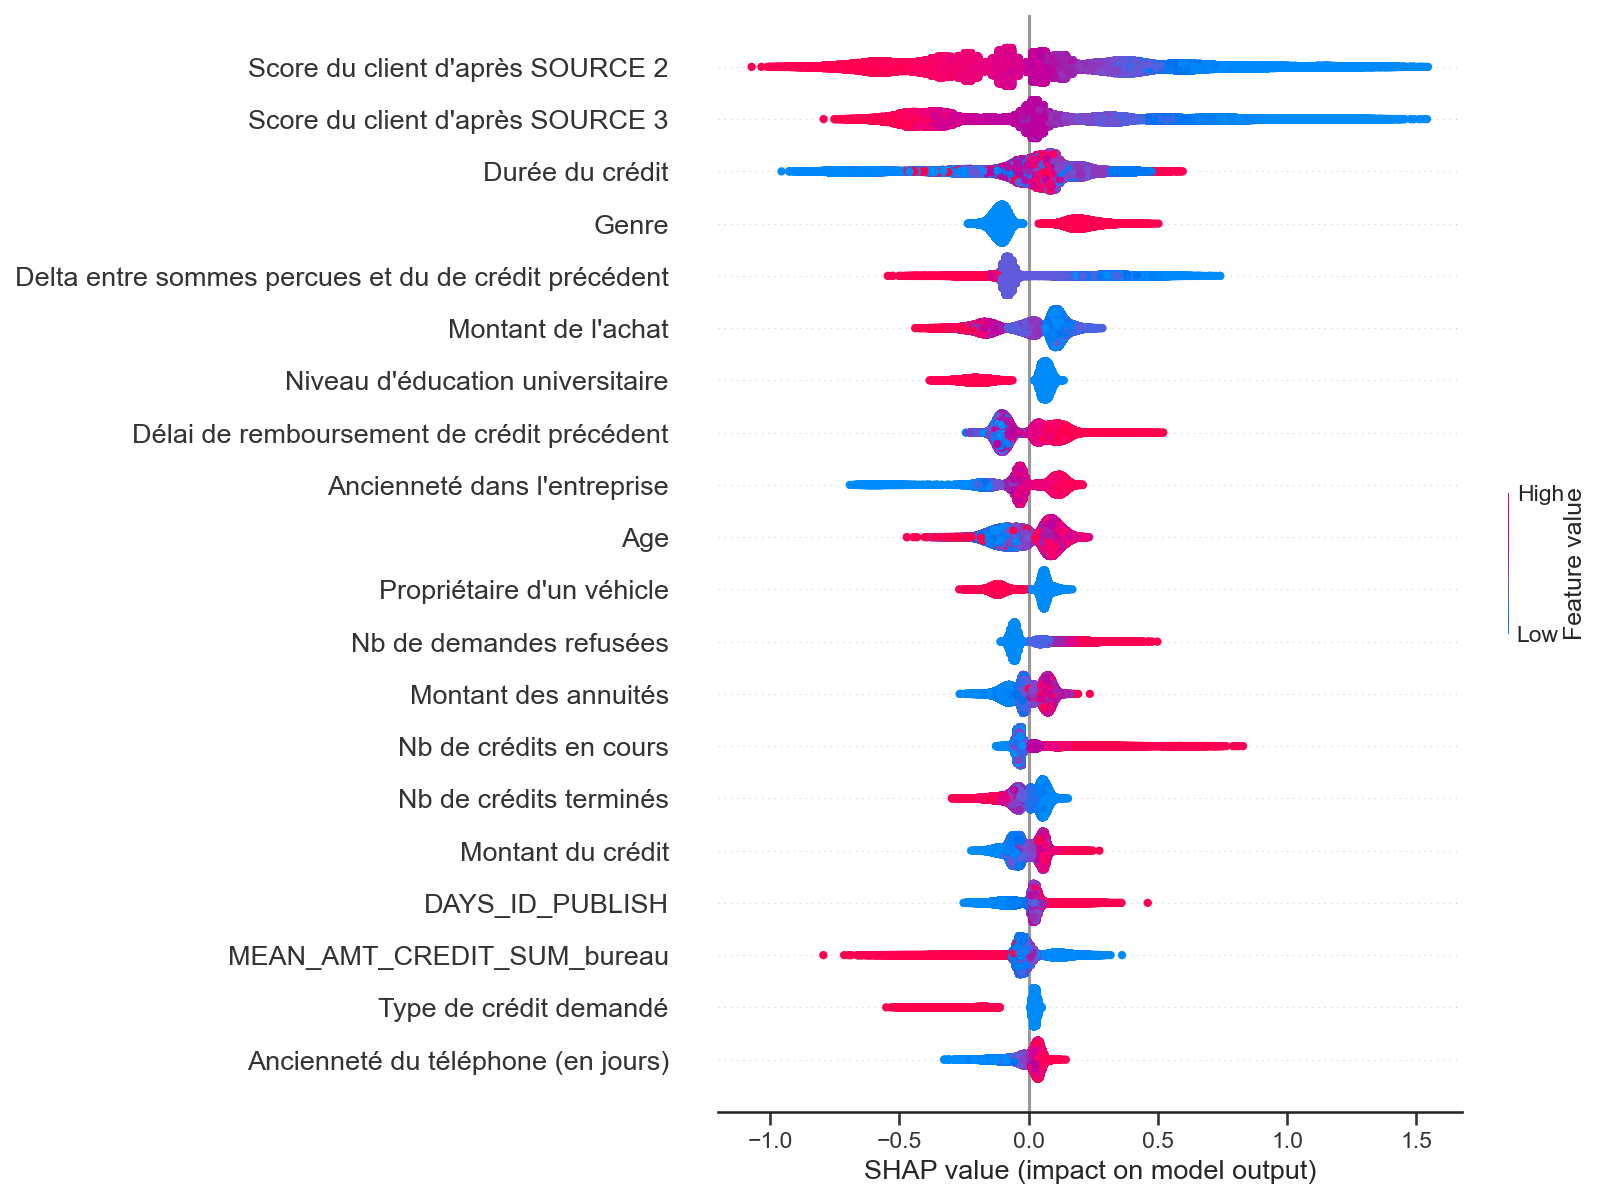 Score du client d'après SOURCE 2
Score du client d'après SOURCE 3
Durée du crédit
Genre
Delta entre sommes percues et du de crédit précédent
Montant de l'achat
Niveau d'éducation universitaire
Délai de remboursement de crédit précédent
Ancienneté dans l'entreprise
Age
Propriétaire d'un véhicule
Nb de demandes refusées
Montant des annuités
Nb de crédits en cours
Nb de crédits terminés
Montant du crédit
DAYS_ID_PUBLISH
MEAN_AMT_CREDIT_SUM_bureau
Type de crédit demandé
Ancienneté du téléphone (en jours)
−1.0 −0.5 0.0 0.5 1.0 1.5
SHAP value (impact on model output)
High
Low
Feature value